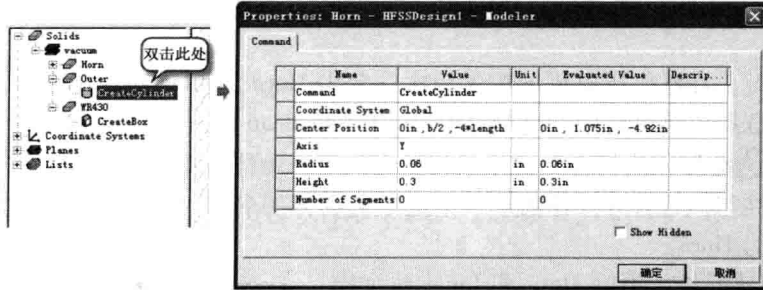 Solids
vacuum
Horn
Outer
CreateCylinder
WR430
CreateBox
Coordinate Systems
Planes
Lists
双击此处
Properties: Horn - HFSSDesign1 - Modeler
Command
Name Value Unit Evaluated Value Descrip...
Command CreateCylinder
Coordinate System Global
Center Position 0in ,b/2 ,-4*length 0in , 1.075in , -4.92in
Axis Y
Radius 0.06 in 0.06in
Height 0.3 in 0.3in
Number of Segments 0 0
Show Hidden
确定 取消